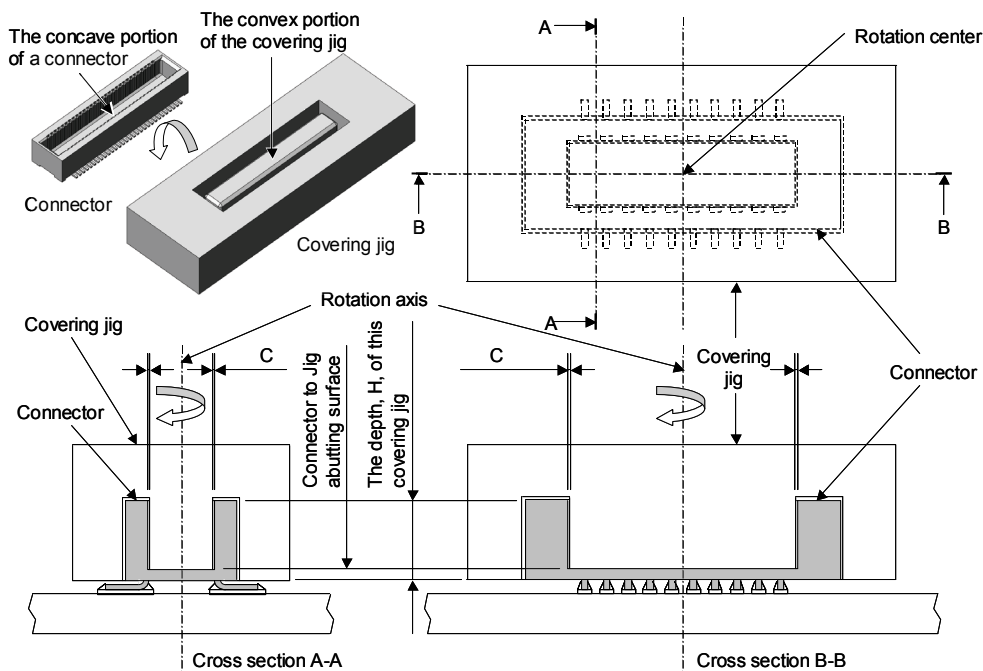 The concave portion
of a connector
The convex portion
of the covering jig
Connector
Covering jig
A
Rotation center
B
B
A
Rotation axis
Covering jig
Connector
C
Connector to Jig
abutting surface
The depth, H, of this
covering jig
C
Covering
jig
Connector
Cross section A-A
Cross section B-B